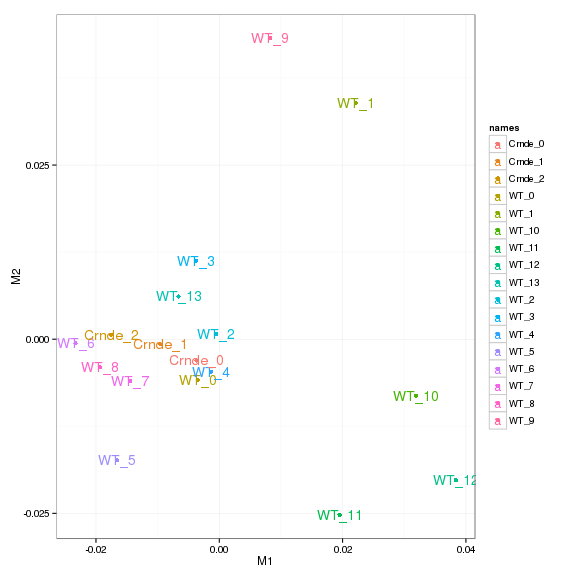 WT_9
WT_1
names
a Crnde_0
a Crnde_1
a Crnde_2
a WT_0
a WT_1
a WT_10
a WT_11
a WT_12
a WT_13
a WT_2
a WT_3
a WT_4
a WT_5
a WT_6
a WT_7
a WT_8
a WT_9
0.025
WT_3
WT_13
M2
0.000
WT_2
Crnde_2
WT_6
Crnde_1
Crnde_0
WT_8
WT_4
WT_7
WT_0
WT_10
WT_5
WT_12
-0.025
WT_11
-0.02
0.00
0.02
0.04
M1